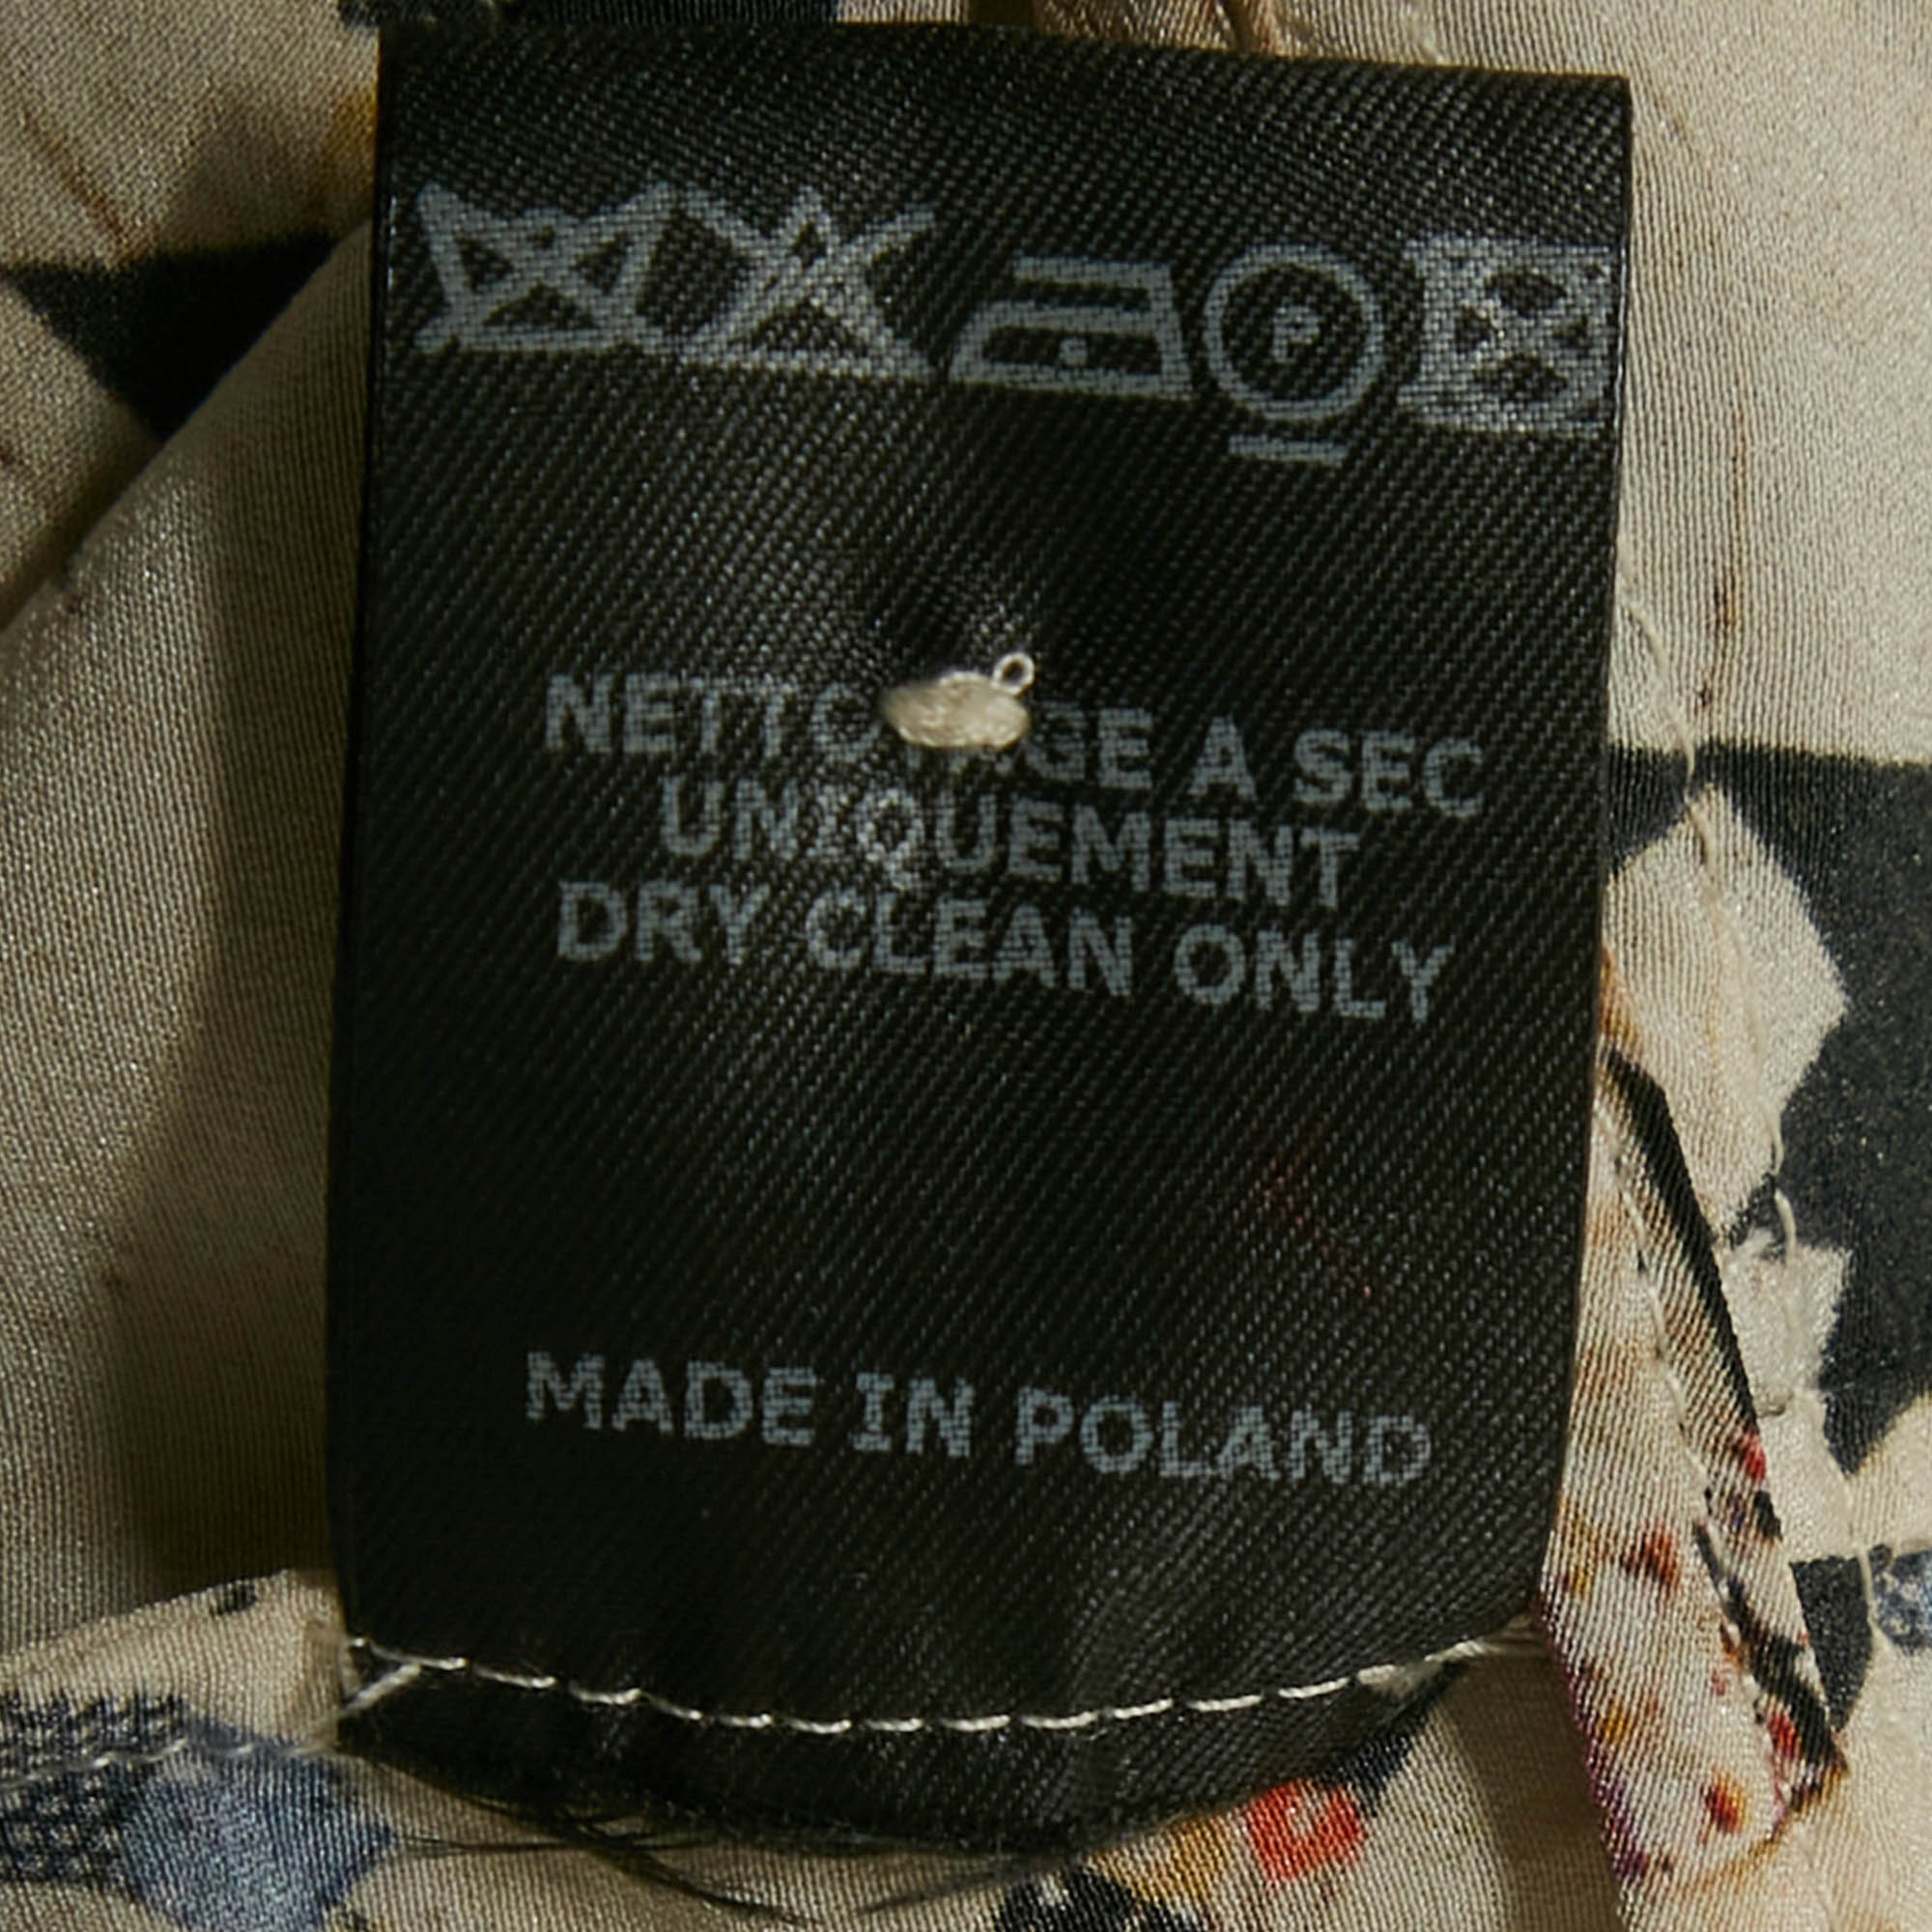 P
NETTOYAGE A SEC
UNIQUEMENT
DRY CLEAN ONLY
MADE IN POLAND